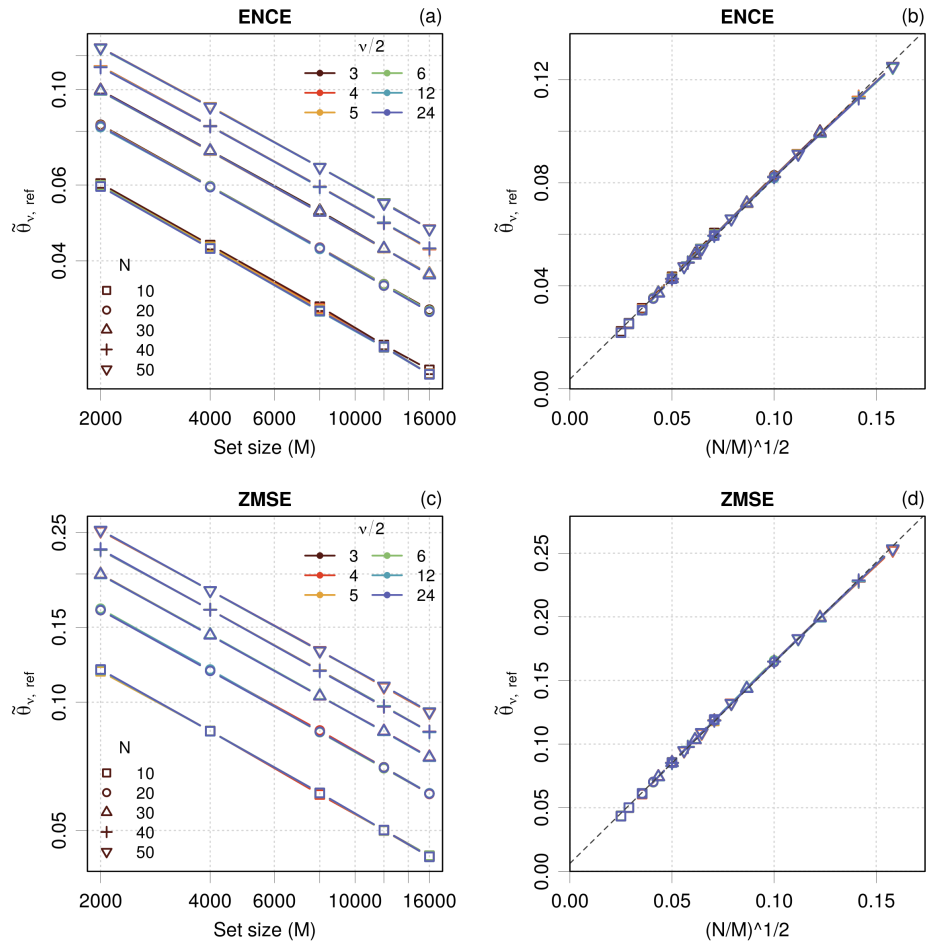 ENCE (a)
ν/2
3 6
4 12
5 24
N
10
20
30
40
50
0.10
0.06
0.04
θ̃ν, ref
2000 4000 6000 10000 16000
Set size (M)
ENCE (b)
0.12
0.08
0.04
0.00
θ̃ν, ref
0.00 0.05 0.10 0.15
(N/M)^1/2
ZMSE (c)
ν/2
3 6
4 12
5 24
N
10
20
30
40
50
0.25
0.15
0.10
0.05
θ̃ν, ref
2000 4000 6000 10000 16000
Set size (M)
ZMSE (d)
0.25
0.20
0.15
0.10
0.05
0.00
θ̃ν, ref
0.00 0.05 0.10 0.15
(N/M)^1/2